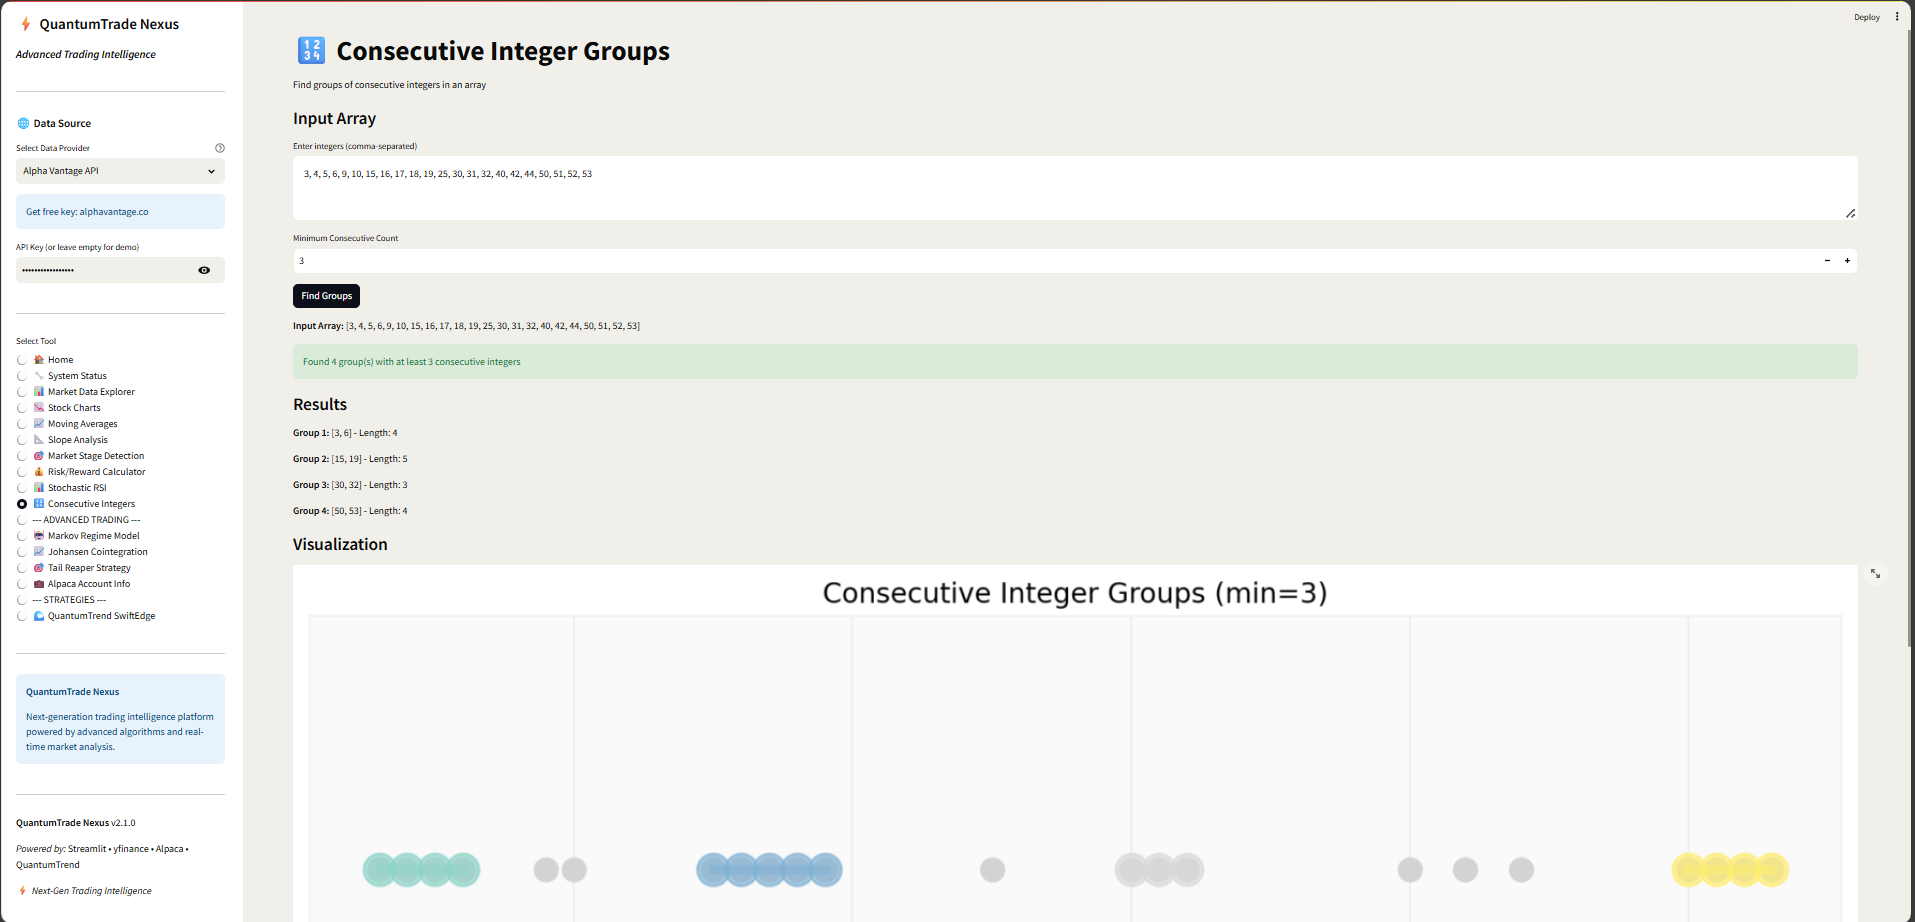 QuantumTrade Nexus
Advanced Trading Intelligence
Data Source
Select Data Provider
Alpha Vantage API
Get free key: alphavantage.co
API Key (or leave empty for demo)
••••••••••••••••
Select Tool
Home
System Status
Market Data Explorer
Stock Charts
Moving Averages
Slope Analysis
Market Stage Detection
Risk/Reward Calculator
Stochastic RSI
Consecutive Integers
--- ADVANCED TRADING ---
Markov Regime Model
Johansen Cointegration
Tail Reaper Strategy
Alpaca Account Info
--- STRATEGIES ---
QuantumTrend SwiftEdge
QuantumTrade Nexus
Next-generation trading intelligence platform
powered by advanced algorithms and real-
time market analysis.
QuantumTrade Nexus v2.1.0
Powered by: Streamlit • yfinance • Alpaca •
QuantumTrend
Next-Gen Trading Intelligence
Deploy
Consecutive Integer Groups
Find groups of consecutive integers in an array
Input Array
Enter integers (comma-separated)
3, 4, 5, 6, 9, 10, 15, 16, 17, 18, 19, 25, 30, 31, 32, 40, 42, 44, 50, 51, 52, 53
Minimum Consecutive Count
3
Find Groups
Input Array: [3, 4, 5, 6, 9, 10, 15, 16, 17, 18, 19, 25, 30, 31, 32, 40, 42, 44, 50, 51, 52, 53]
Found 4 group(s) with at least 3 consecutive integers
Results
Group 1: [3, 6] - Length: 4
Group 2: [15, 19] - Length: 5
Group 3: [30, 32] - Length: 3
Group 4: [50, 53] - Length: 4
Visualization
Consecutive Integer Groups (min=3)